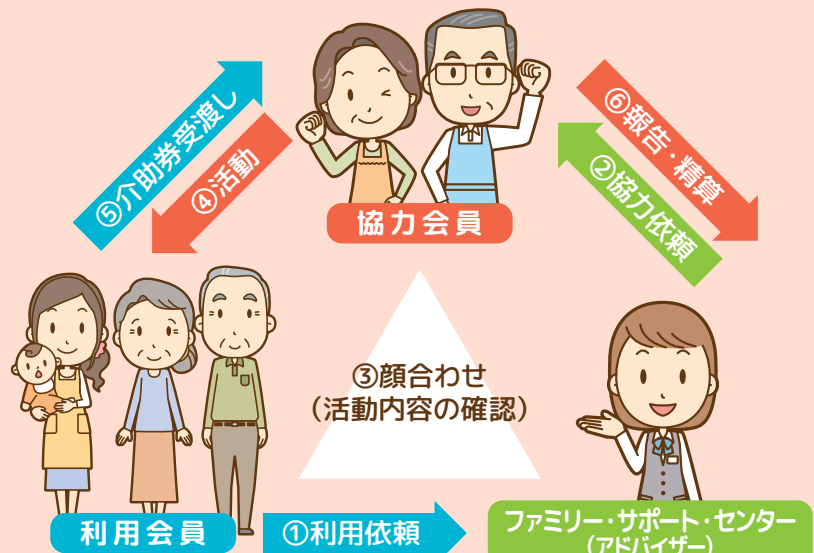 ⑤介助券受渡し
④活動
⑥報告・精算
②協力依頼
協力会員
③顔合わせ
（活動内容の確認）
利用会員
①利用依頼
ファミリー・サポート・センター
（アドバイザー）